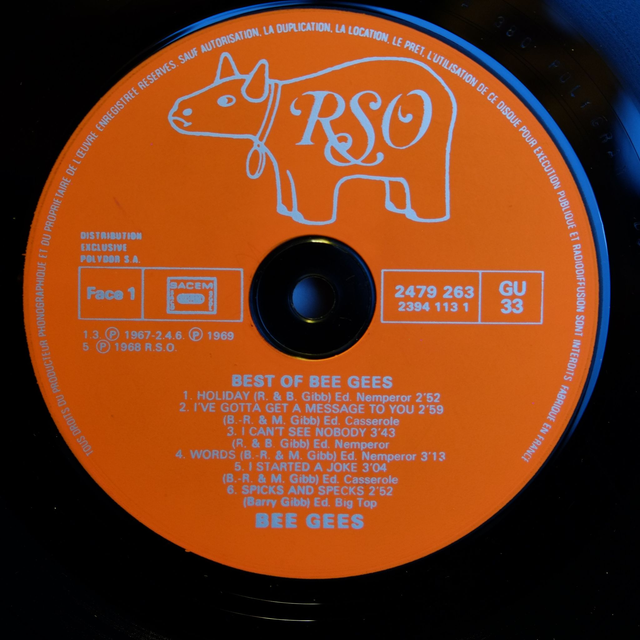 TOUS DROITS DU PRODUCTEUR PHONOGRAPHIQUE ET DU PROPRIETAIRE DE L'ŒUVRE ENREGISTREE RESERVES. SAUF AUTORISATION, LA DUPLICATION, LA LOCATION, LE PRET, L'UTILISATION DE CE DISQUE POUR EXECUTION PUBLIQUE ET RADIODIFFUSION SONT INTERDITS FABRIQUE EN FRANCE
RSO
DISTRIBUTION
EXCLUSIVE
POLYDOR S.A.
Face 1
SACEM
2479 263
2394 113 1
GU
33
1.3. Ⓟ 1967-2.4.6. Ⓟ 1969
5 Ⓟ 1968 R.S.O.
BEST OF BEE GEES
1. HOLIDAY (R. & B. Gibb) Ed. Nemperor 2'52
2. I'VE GOTTA GET A MESSAGE TO YOU 2'59
(B.-R. & M. Gibb) Ed. Casserole
3. I CAN'T SEE NOBODY 3'43
(R. & B. Gibb) Ed. Nemperor
4. WORDS (B.-R. & M. Gibb) Ed. Nemperor 3'13
5. I STARTED A JOKE 3'04
(B.-R. & M. Gibb) Ed. Casserole
6. SPICKS AND SPECKS 2'52
(Barry Gibb) Ed. Big Top
BEE GEES